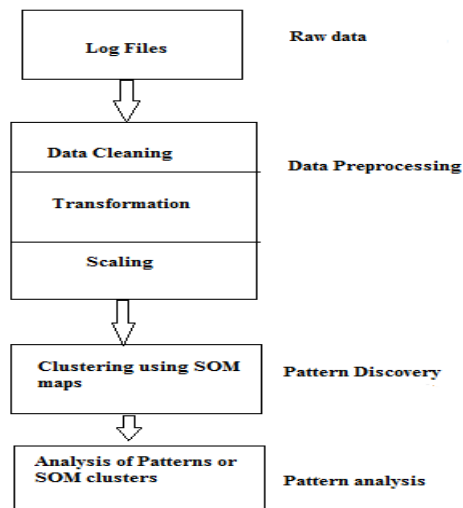 Log Files
Raw data
Data Cleaning
Transformation
Scaling
Data Preprocessing
Clustering using SOM
maps
Pattern Discovery
Analysis of Patterns or
SOM clusters
Pattern analysis